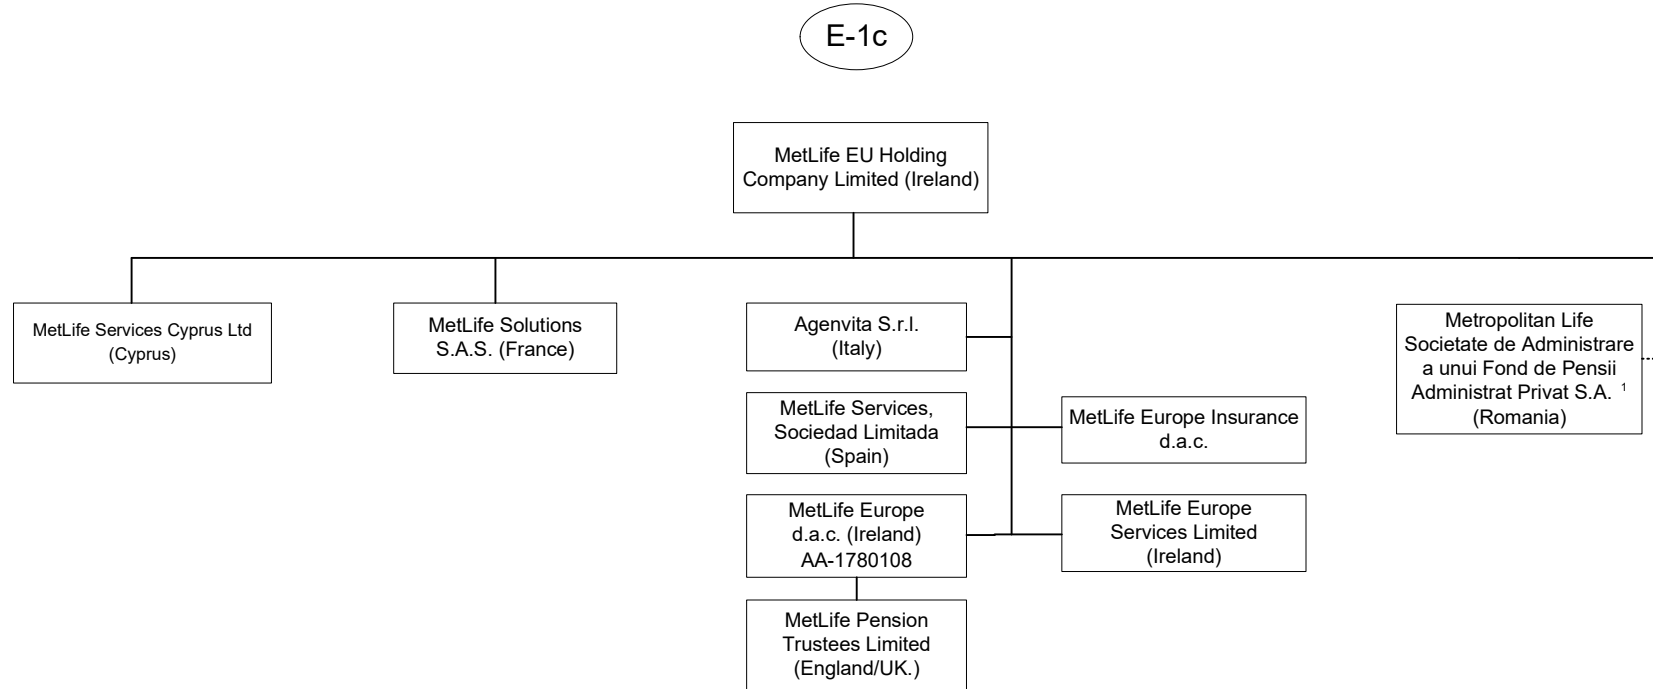 E-1c
MetLife EU Holding
Company Limited (Ireland)
MetLife Services Cyprus Ltd
(Cyprus)
MetLife Solutions
S.A.S. (France)
Agenvita S.r.l.
(Italy)
Metropolitan Life
Societate de Administrare
a unui Fond de Pensii
Administrat Privat S.A. 1
(Romania)
MetLife Services,
Sociedad Limitada
(Spain)
MetLife Europe Insurance
d.a.c.
MetLife Europe
d.a.c. (Ireland)
AA-1780108
MetLife Europe
Services Limited
(Ireland)
MetLife Pension
Trustees Limited
(England/UK.)